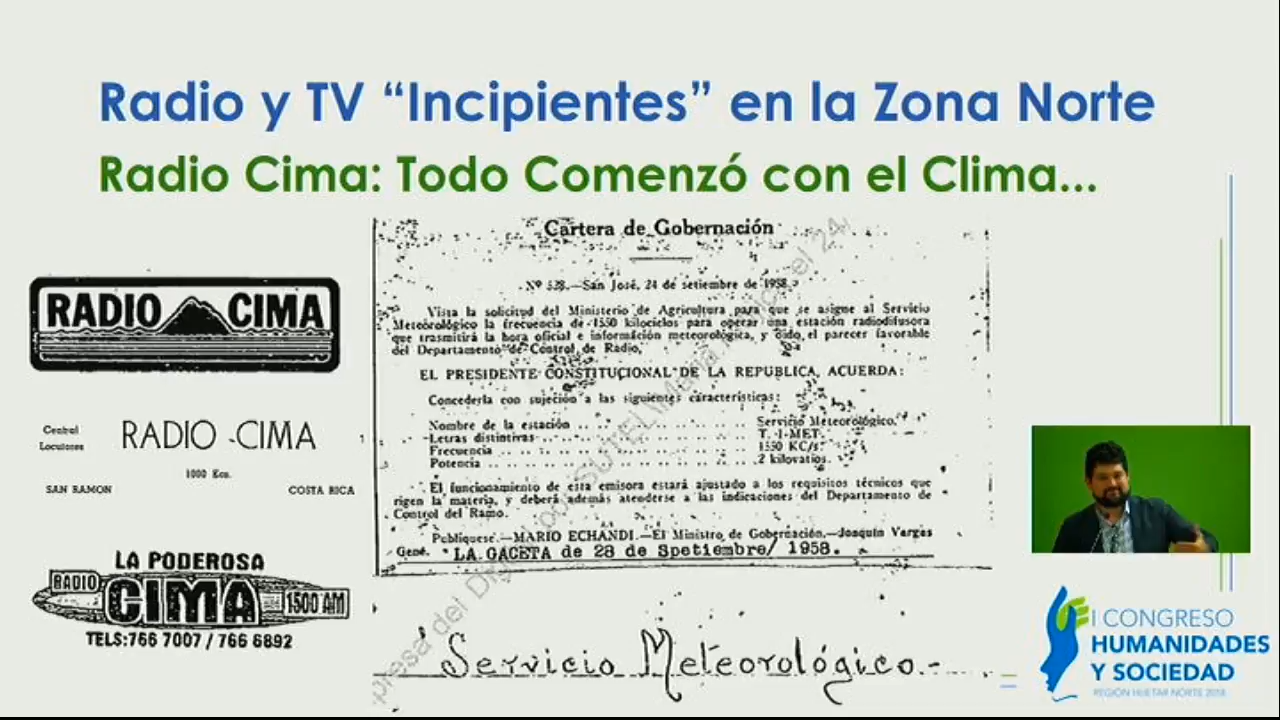 Radio y TV “Incipientes” en la Zona Norte
Radio Cima: Todo Comenzó con el Clima...
RADIO CIMA
Central
Locutores
RADIO CIMA
1000 Kcs.
SAN RAMON
COSTA RICA
LA PODEROSA
RADIO
CIMA
1500 AM
TELS:766 7007 / 766 6892
Cartera de Gobernación
Nº 528.—San José, 24 de setiembre de 1958.
Vista la solicitud del Ministerio de Agricultura para que se asigne al Servicio
Meteorológico la frecuencia de 1550 kilociclos para operar una estación radiodifusora
que trasmitirá la hora oficial e información meteorológica, y oído el parecer favorable
del Departamento de Control de Radio,
EL PRESIDENTE CONSTITUCIONAL DE LA REPUBLICA, ACUERDA:
Concederla con sujeción a las siguientes características:
Nombre de la estación .. Servicio Meteorológico.
Letras distintivas .. T. I-MET.
Frecuencia .. 1550 KC/s.
Potencia .. 2 kilovatios.
El funcionamiento de esta emisora estará ajustado a los requisitos técnicos que
rigen la materia, y deberá además atenderse a las indicaciones del Departamento de
Control del Ramo.
Publíquese.—MARIO ECHANDI.—El Ministro de Gobernación.—Joaquín Vargas
Gené.
LA GACETA de 28 de Spetiembre/ 1958.
Servicio Meteorológico.-
I CONGRESO
HUMANIDADES
Y SOCIEDAD
REGIÓN HUETAR NORTE 2018